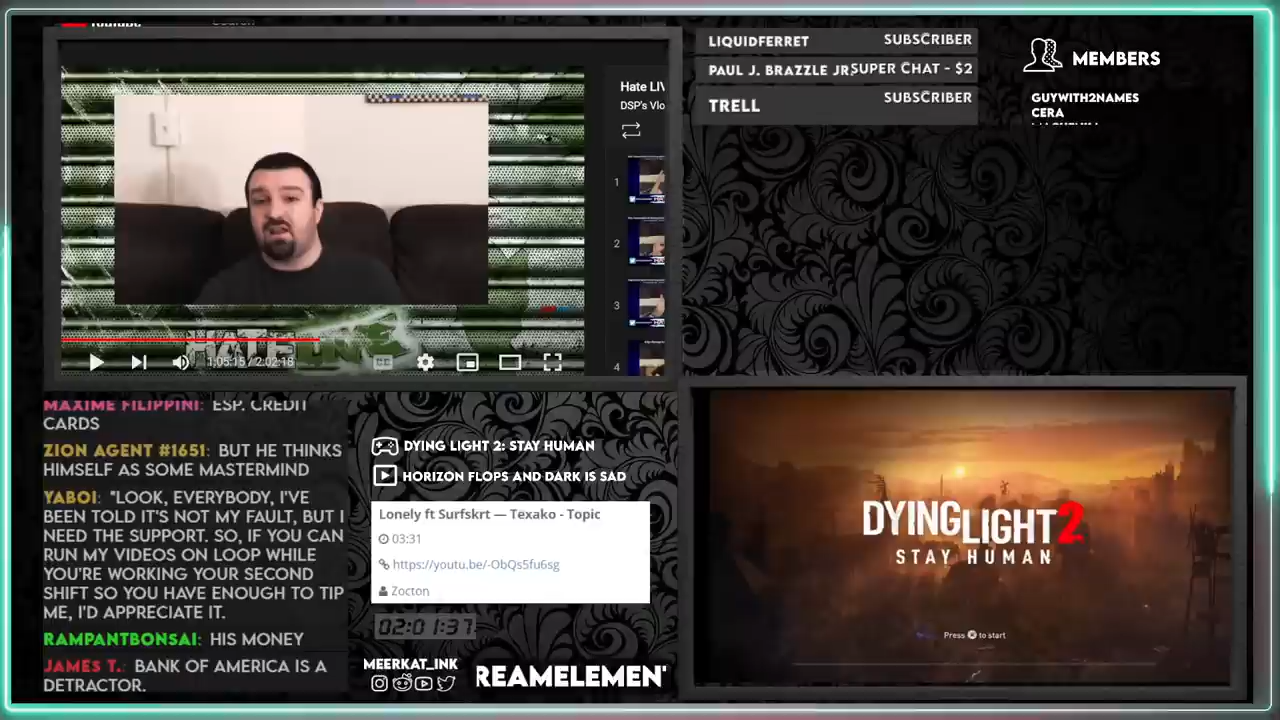 Hate LIV
DSP's Vlo
1
2
3
4
HATE
1:05:15 / 2:02:18
LIQUIDFERRET SUBSCRIBER
PAUL J. BRAZZLE JR. SUPER CHAT - $2
TRELL SUBSCRIBER
MEMBERS
GUYWITH2NAMES
CERA
MAXIME FILIPPINI: ESP. CREDIT
CARDS
ZION AGENT #1651: BUT HE THINKS
HIMSELF AS SOME MASTERMIND
YABOI: "LOOK, EVERYBODY, I'VE
BEEN TOLD IT'S NOT MY FAULT, BUT I
NEED THE SUPPORT. SO, IF YOU CAN
RUN MY VIDEOS ON LOOP WHILE
YOU'RE WORKING YOUR SECOND
SHIFT SO YOU HAVE ENOUGH TO TIP
ME, I'D APPRECIATE IT.
RAMPANTBONSAI: HIS MONEY
JAMES T.: BANK OF AMERICA IS A
DETRACTOR.
DYING LIGHT 2: STAY HUMAN
HORIZON FLOPS AND DARK IS SAD
Lonely ft Surfskrt — Texako - Topic
03:31
https://youtu.be/-ObQs5fu6sg
Zocton
02:01:37
MEERKAT_INK
REAMELEMEN'
DYING LIGHT 2
STAY HUMAN
Press X to start